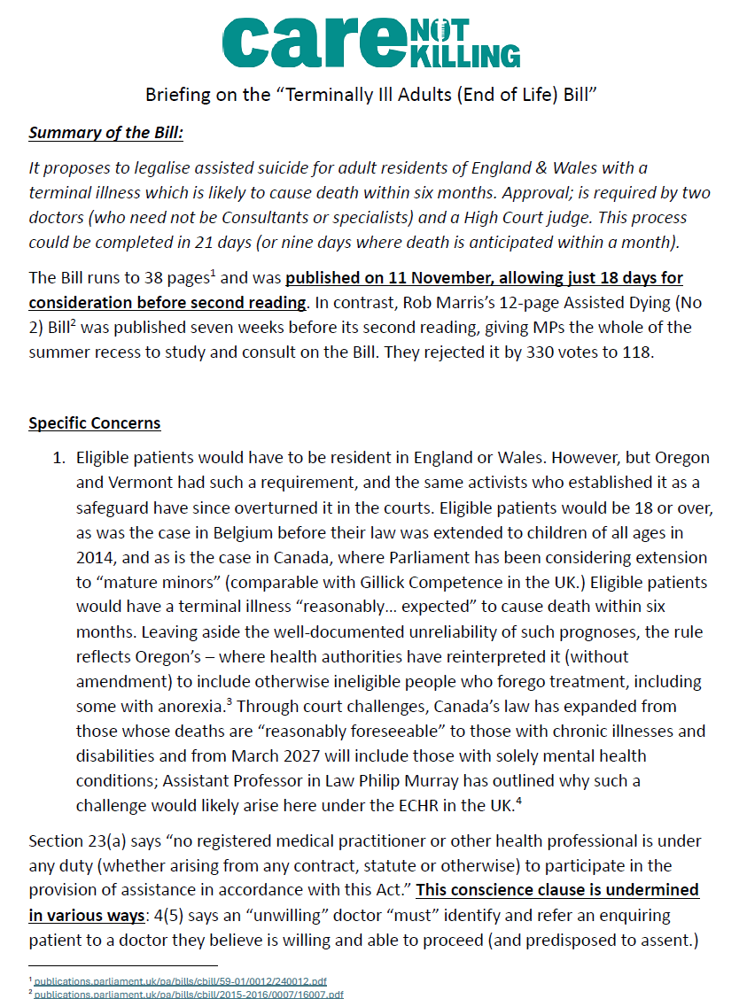 care NOT
KILLING
Briefing on the “Terminally Ill Adults (End of Life) Bill”
Summary of the Bill:
It proposes to legalise assisted suicide for adult residents of England & Wales with a
terminal illness which is likely to cause death within six months. Approval; is required by two
doctors (who need not be Consultants or specialists) and a High Court judge. This process
could be completed in 21 days (or nine days where death is anticipated within a month).
The Bill runs to 38 pages¹ and was published on 11 November, allowing just 18 days for
consideration before second reading. In contrast, Rob Marris’s 12-page Assisted Dying (No
2) Bill² was published seven weeks before its second reading, giving MPs the whole of the
summer recess to study and consult on the Bill. They rejected it by 330 votes to 118.
Specific Concerns
1. Eligible patients would have to be resident in England or Wales. However, but Oregon
and Vermont had such a requirement, and the same activists who established it as a
safeguard have since overturned it in the courts. Eligible patients would be 18 or over,
as was the case in Belgium before their law was extended to children of all ages in
2014, and as is the case in Canada, where Parliament has been considering extension
to “mature minors” (comparable with Gillick Competence in the UK.) Eligible patients
would have a terminal illness “reasonably… expected” to cause death within six
months. Leaving aside the well-documented unreliability of such prognoses, the rule
reflects Oregon’s – where health authorities have reinterpreted it (without
amendment) to include otherwise ineligible people who forego treatment, including
some with anorexia.³ Through court challenges, Canada’s law has expanded from
those whose deaths are “reasonably foreseeable” to those with chronic illnesses and
disabilities and from March 2027 will include those with solely mental health
conditions; Assistant Professor in Law Philip Murray has outlined why such a
challenge would likely arise here under the ECHR in the UK.⁴
Section 23(a) says “no registered medical practitioner or other health professional is under
any duty (whether arising from any contract, statute or otherwise) to participate in the
provision of assistance in accordance with this Act.” This conscience clause is undermined
in various ways: 4(5) says an “unwilling” doctor “must” identify and refer an enquiring
patient to a doctor they believe is willing and able to proceed (and predisposed to assent.)
¹ publications.parliament.uk/pa/bills/cbill/59-01/0012/240012.pdf
² publications.parliament.uk/pa/bills/cbill/2015-2016/0007/16007.pdf